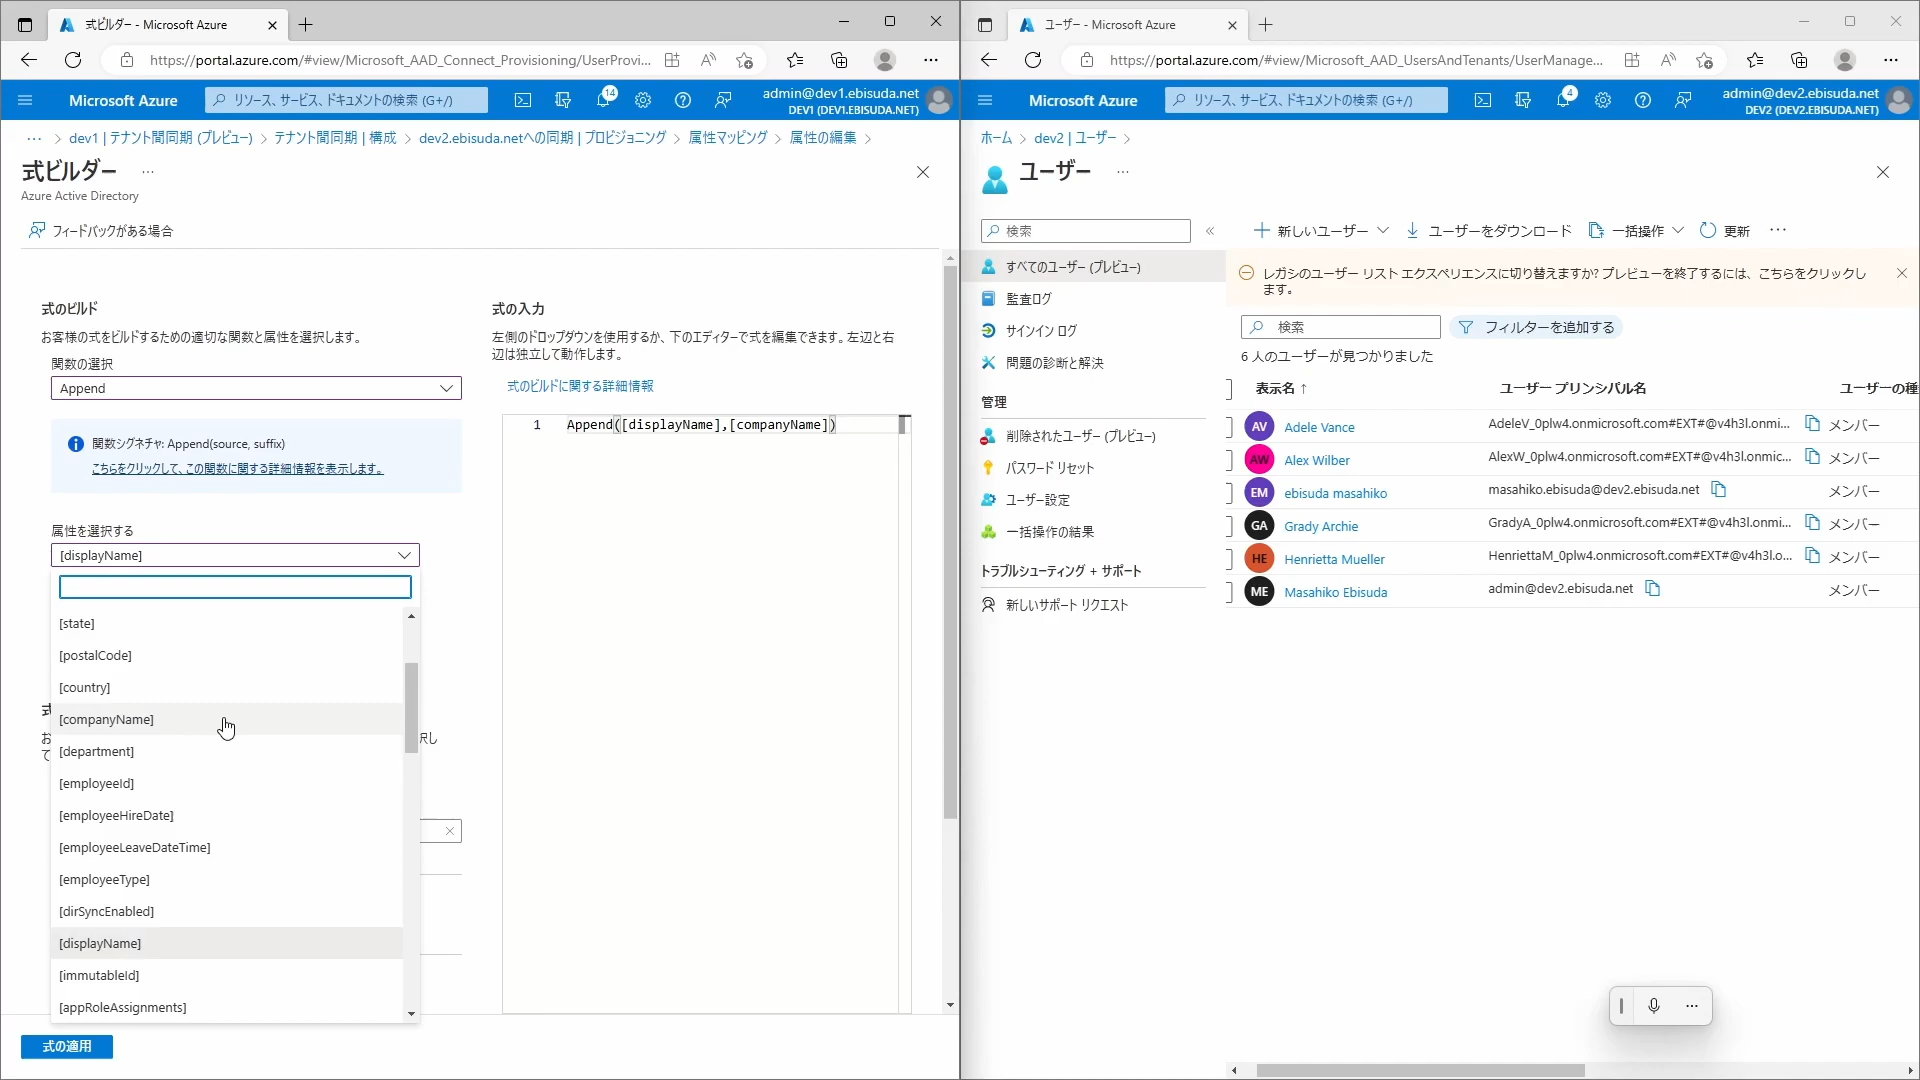 式ビルダー - Microsoft Azure
https://portal.azure.com/#view/Microsoft_AAD_Connect_Provisioning/UserProvi...
Microsoft Azure
リソース、サービス、ドキュメントの検索 (G+/)
14
admin@dev1.ebisuda.net
DEV1 (DEV1.EBISUDA.NET)
... > dev1 | テナント間同期 (プレビュー) > テナント間同期 | 構成 > dev2.ebisuda.netへの同期 | プロビジョニング > 属性マッピング > 属性の編集 >
式ビルダー ...
Azure Active Directory
フィードバックがある場合
式のビルド
お客様の式をビルドするための適切な関数と属性を選択します。
関数の選択
Append
関数シグネチャ: Append(source, suffix)
こちらをクリックして、この関数に関する詳細情報を表示します。
属性を選択する
[displayName]
[state]
[postalCode]
[country]
[companyName]
[department]
[employeeId]
[employeeHireDate]
[employeeLeaveDateTime]
[employeeType]
[dirSyncEnabled]
[displayName]
[immutableId]
[appRoleAssignments]
式
お
択し
て
式の適用
式の入力
左側のドロップダウンを使用するか、下のエディターで式を編集できます。左辺と右
辺は独立して動作します。
式のビルドに関する詳細情報
1 Append([displayName],[companyName])
ユーザー - Microsoft Azure
https://portal.azure.com/#view/Microsoft_AAD_UsersAndTenants/UserManage...
Microsoft Azure
リソース、サービス、ドキュメントの検索 (G+/)
4
admin@dev2.ebisuda.net
DEV2 (DEV2.EBISUDA.NET)
ホーム > dev2 | ユーザー >
ユーザー ...
検索
すべてのユーザー (プレビュー)
監査ログ
サインイン ログ
問題の診断と解決
管理
削除されたユーザー (プレビュー)
パスワード リセット
ユーザー設定
一括操作の結果
トラブルシューティング + サポート
新しいサポート リクエスト
新しいユーザー
ユーザーをダウンロード
一括操作
更新
...
レガシのユーザー リスト エクスペリエンスに切り替えますか? プレビューを終了するには、こちらをクリックし
ます。
検索
フィルターを追加する
6 人のユーザーが見つかりました
表示名 ↑ ユーザー プリンシパル名 ユーザーの種
AV Adele Vance AdeleV_0plw4.onmicrosoft.com#EXT#@v4h3l.onmi... メンバー
AW Alex Wilber AlexW_0plw4.onmicrosoft.com#EXT#@v4h3l.onmic... メンバー
EM ebisuda masahiko masahiko.ebisuda@dev2.ebisuda.net メンバー
GA Grady Archie GradyA_0plw4.onmicrosoft.com#EXT#@v4h3l.onmi... メンバー
HE Henrietta Mueller HenriettaM_0plw4.onmicrosoft.com#EXT#@v4h3l.o... メンバー
ME Masahiko Ebisuda admin@dev2.ebisuda.net メンバー